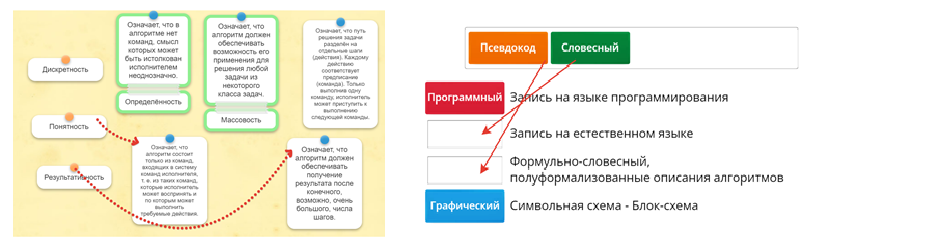 Означает, что в
алгоритме нет
команд, смысл
которых может
быть истолкован
исполнителем
неоднозначно.
Определённость
Означает, что
алгоритм должен
обеспечивать
возможность его
применения для
решения любой
задачи из
некоторого
класса задач.
Массовость
Означает, что путь
решения задачи
разделён на
отдельные шаги
(действия). Каждому
действию
соответствует
предписание
(команда). Только
выполнив одну
команду, исполнитель
может приступить к
выполнению
следующей команды.
Дискретность
Понятность
Результативность
Означает, что
алгоритм состоит
только из команд,
входящих в систему
команд исполнителя,
т. е. из таких команд,
которые исполнитель
может воспринять и
по которым может
выполнить
требуемые действия.
Означает, что
алгоритм должен
обеспечивать
получение
результата после
конечного,
возможно, очень
большого, числа
шагов.
Псевдокод Словесный
Программный Запись на языке программирования
Запись на естественном языке
Формульно-словесный,
полуформализованные описания алгоритмов
Графический Символьная схема - Блок-схема